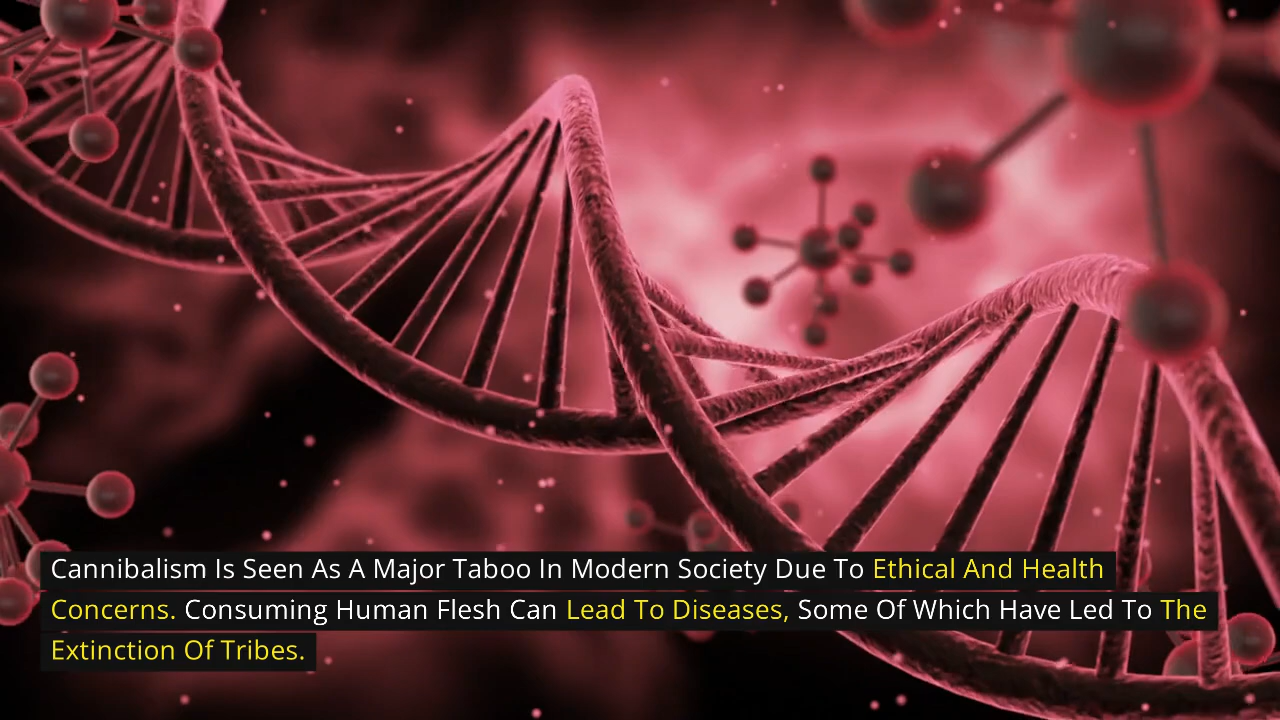 Cannibalism Is Seen As A Major Taboo In Modern Society Due To Ethical And Health
Concerns. Consuming Human Flesh Can Lead To Diseases, Some Of Which Have Led To The
Extinction Of Tribes.